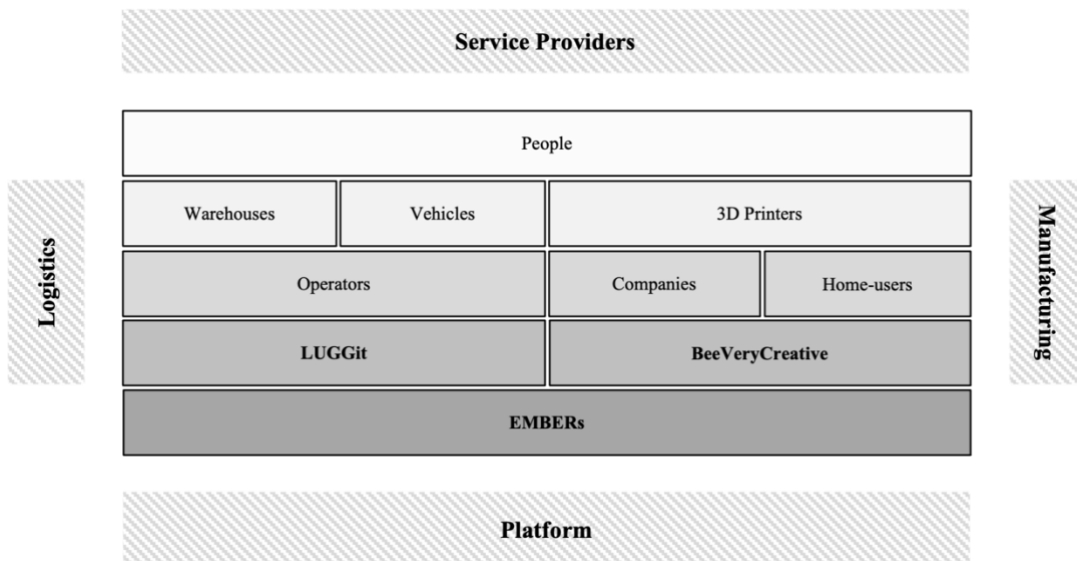 Service Providers
People
Warehouses
Vehicles
3D Printers
Logistics
Manufacturing
Operators
Companies
Home-users
LUGGit
BeeVeryCreative
EMBERs
Platform